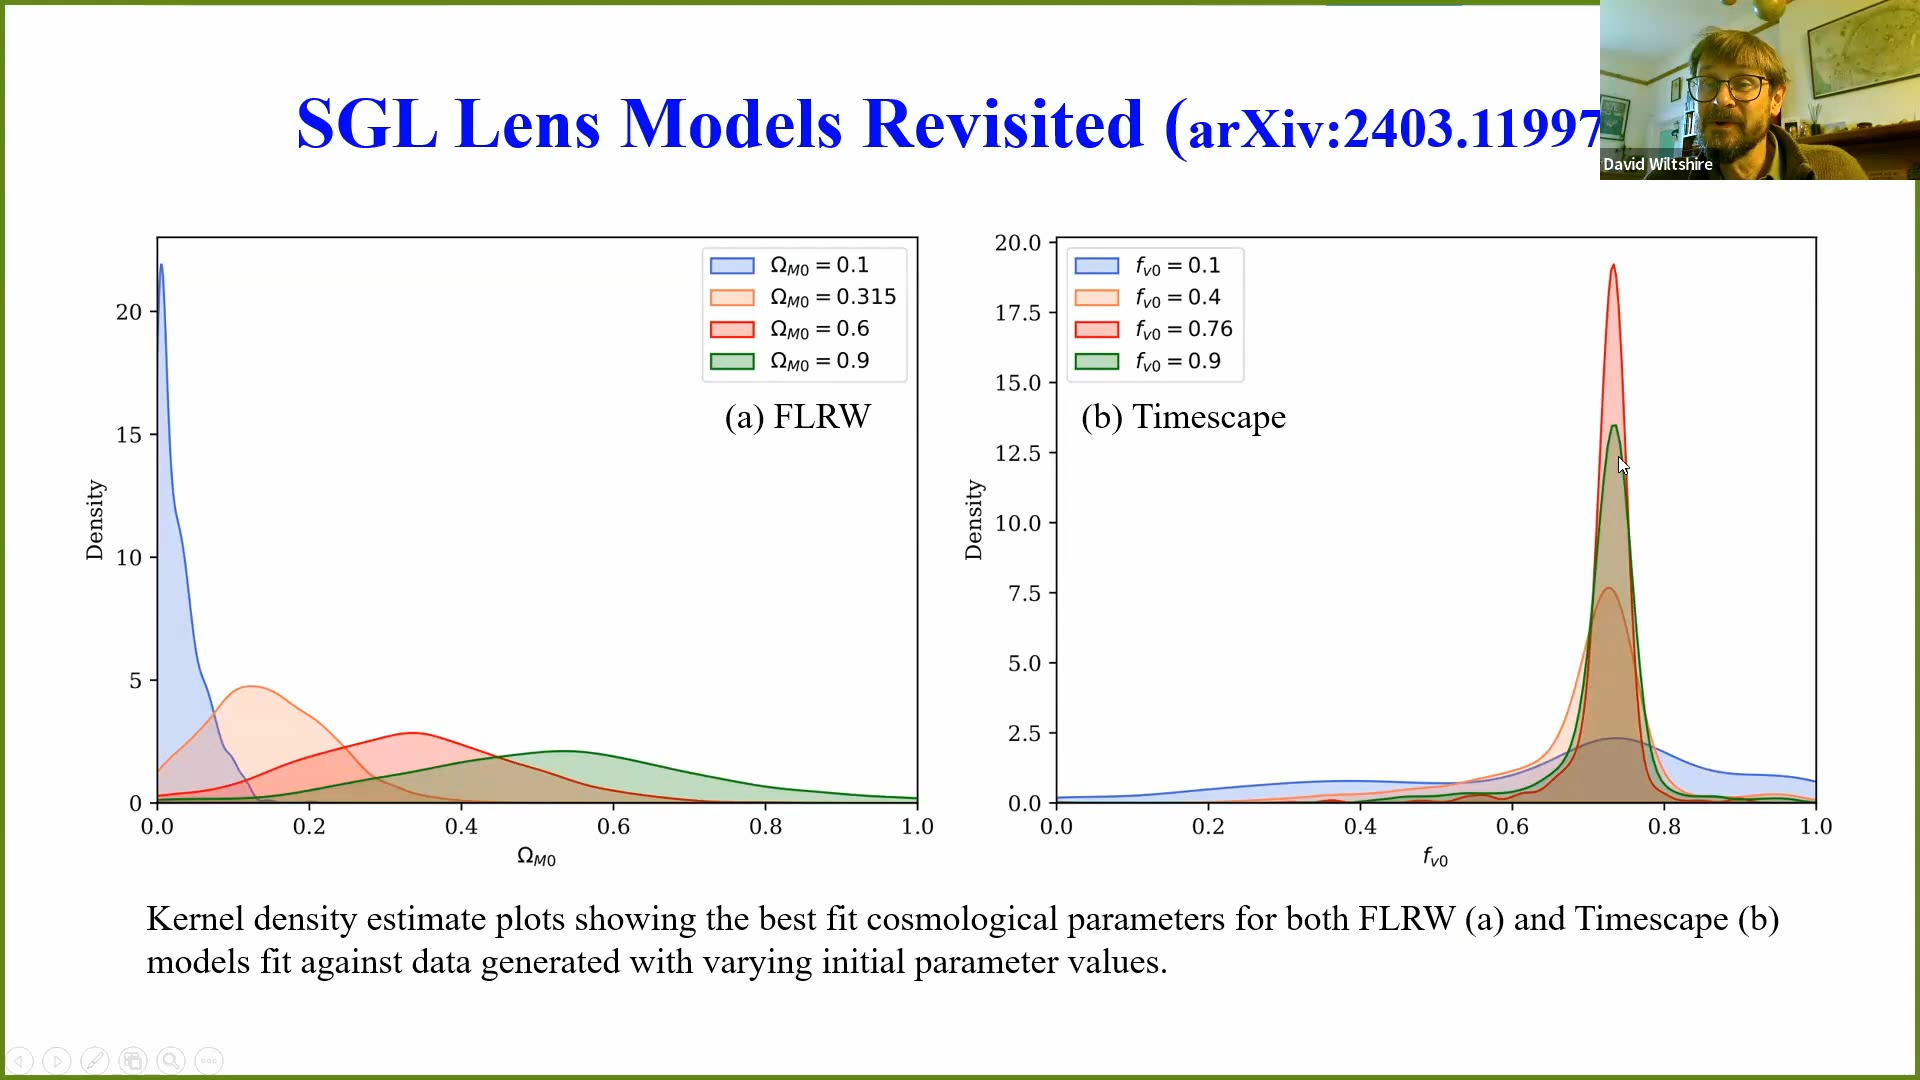 SGL Lens Models Revisited (arXiv:2403.11997
David Wiltshire
Ω_M0 = 0.1
Ω_M0 = 0.315
Ω_M0 = 0.6
Ω_M0 = 0.9
(a) FLRW
20
15
10
5
0
Density
0.0 0.2 0.4 0.6 0.8 1.0
Ω_M0
f_v0 = 0.1
f_v0 = 0.4
f_v0 = 0.76
f_v0 = 0.9
(b) Timescape
20.0
17.5
15.0
12.5
10.0
7.5
5.0
2.5
0.0
Density
0.0 0.2 0.4 0.6 0.8 1.0
f_v0
Kernel density estimate plots showing the best fit cosmological parameters for both FLRW (a) and Timescape (b)
models fit against data generated with varying initial parameter values.